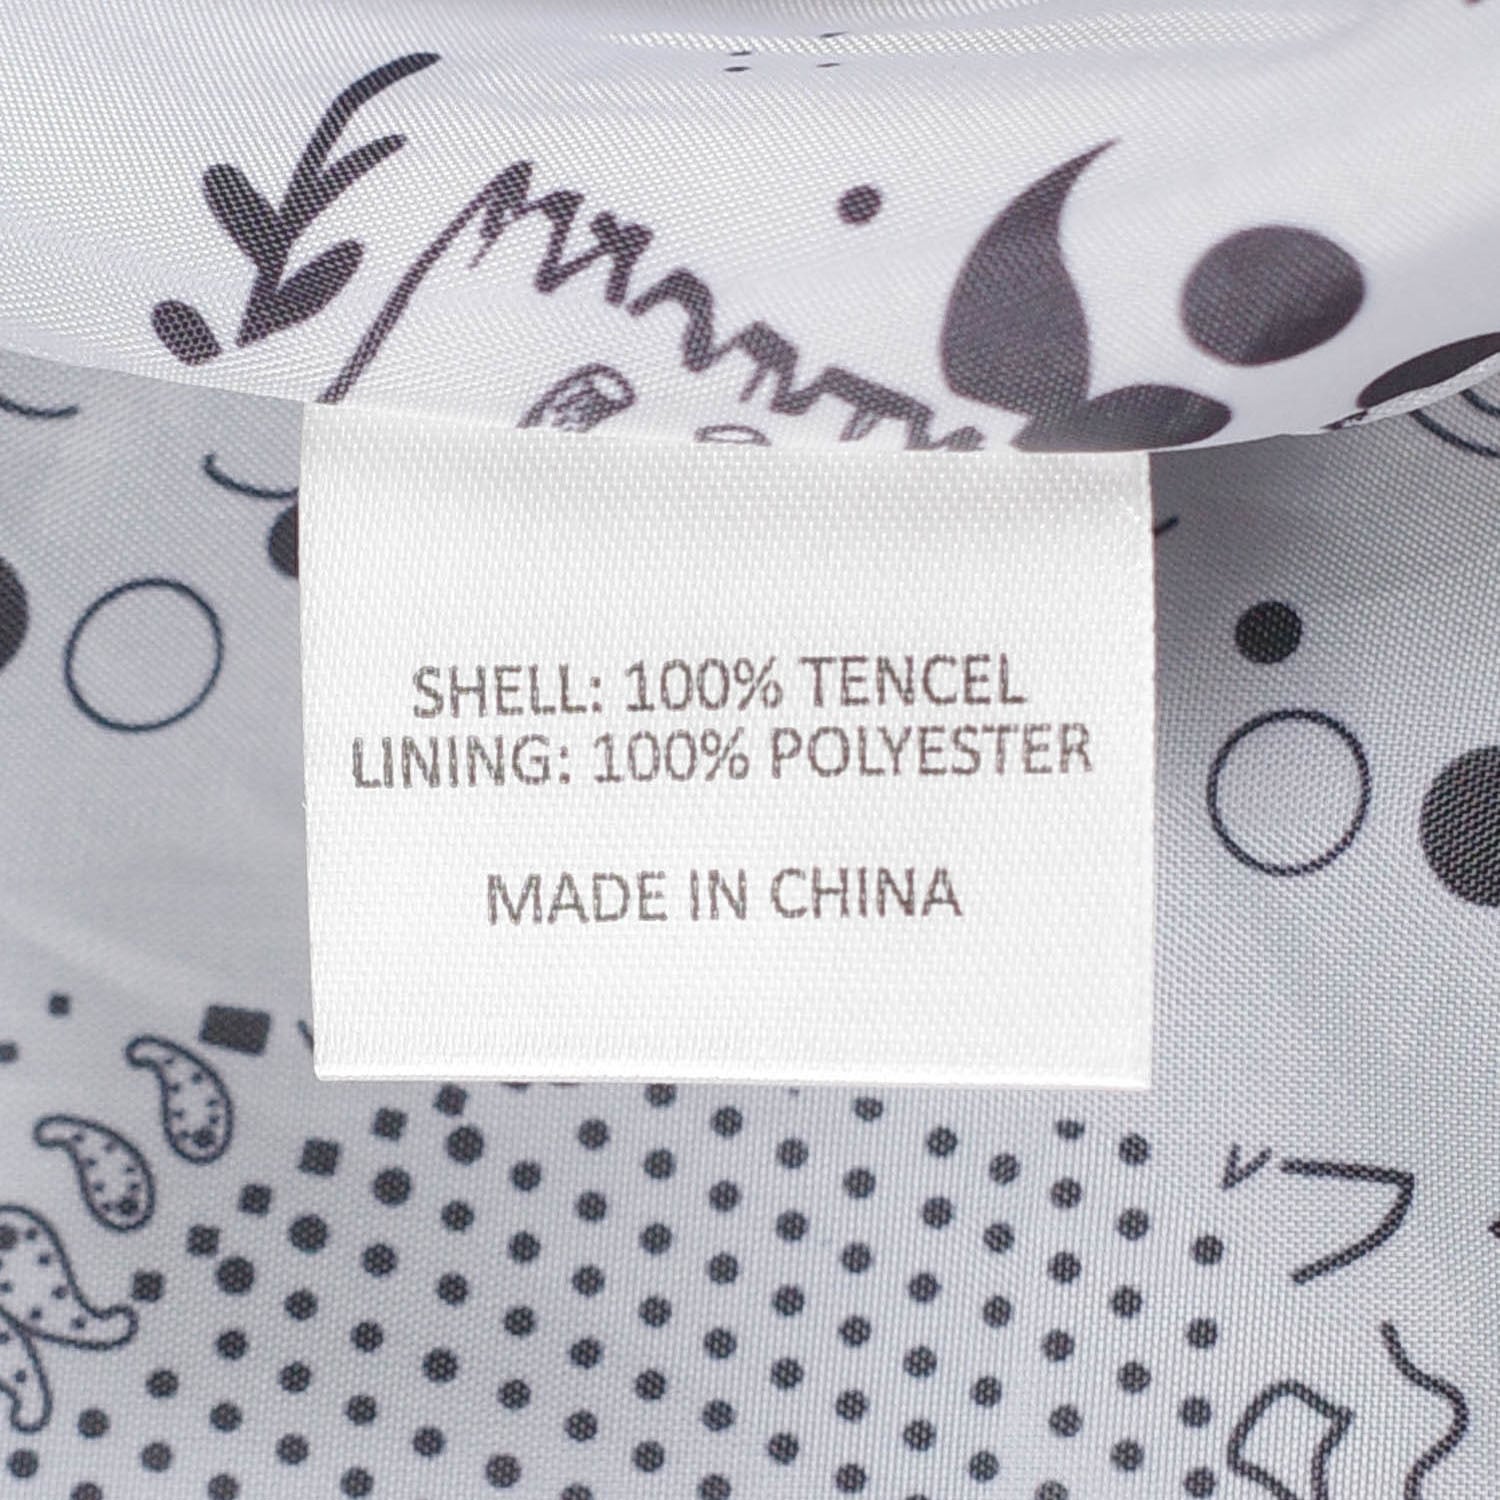 SHELL: 100% TENCEL
LINING: 100% POLYESTER
MADE IN CHINA